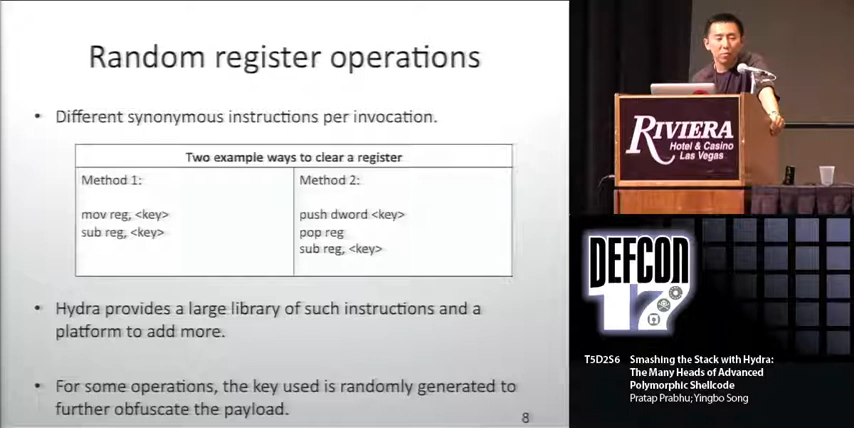 Random register operations
• Different synonymous instructions per invocation.
Two example ways to clear a register
Method 1:
mov reg, <key>
sub reg, <key>
Method 2:
push dword <key>
pop reg
sub reg, <key>
• Hydra provides a large library of such instructions and a
platform to add more.
• For some operations, the key used is randomly generated to
further obfuscate the payload.
8
RIVIERA
Hotel & Casino
Las Vegas
DEFCON
17
T5D2S6 Smashing the Stack with Hydra:
The Many Heads of Advanced
Polymorphic Shellcode
Pratap Prabhu; Yingbo Song